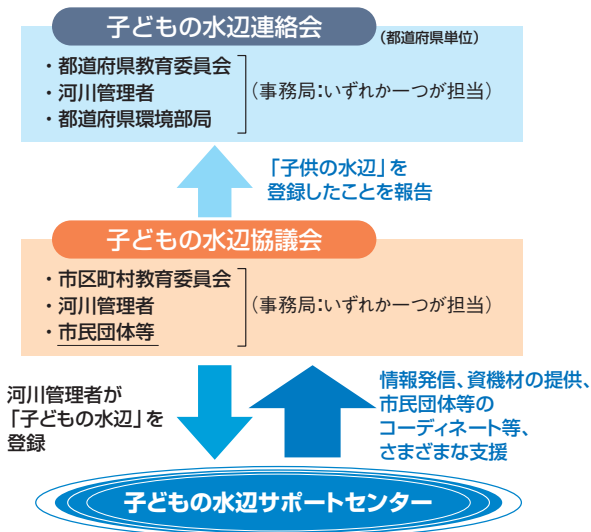 子どもの水辺連絡会
(都道府県単位)
・都道府県教育委員会
・河川管理者
・都道府県環境部局
(事務局:いずれか一つが担当)
「子供の水辺」を
登録したことを報告
子どもの水辺協議会
・市区町村教育委員会
・河川管理者
・市民団体等
(事務局:いずれか一つが担当)
河川管理者が
「子どもの水辺」を
登録
情報発信、資機材の提供、
市民団体等の
コーディネート等、
さまざまな支援
子どもの水辺サポートセンター